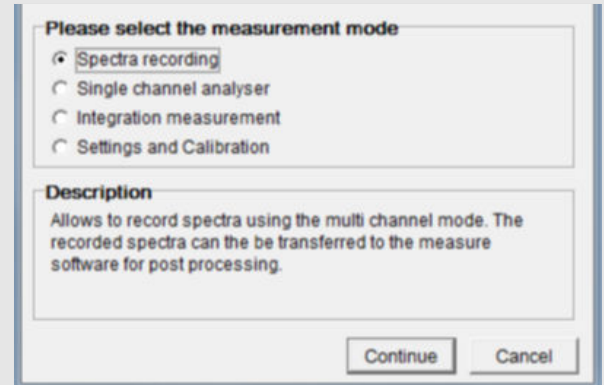 Please select the measurement mode
Spectra recording
Single channel analyser
Integration measurement
Settings and Calibration
Description
Allows to record spectra using the multi channel mode. The
recorded spectra can the be transferred to the measure
software for post processing.
Continue
Cancel